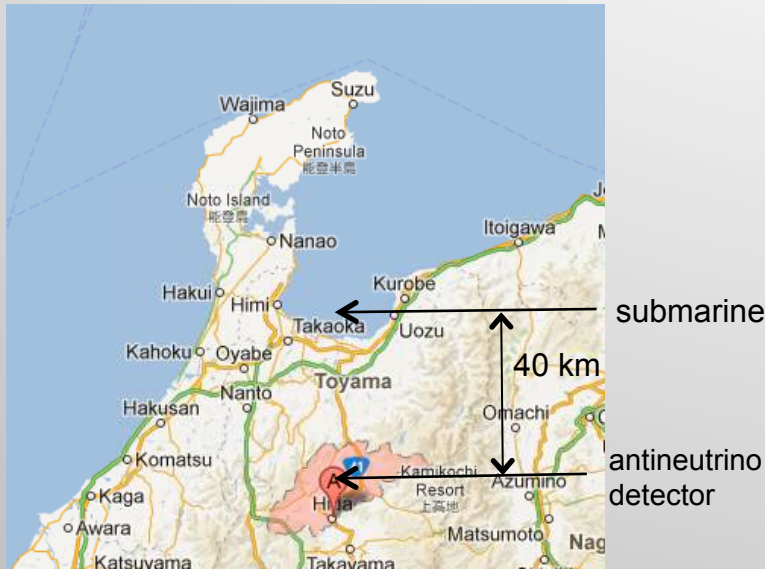 Suzu
Wajima
Noto
Peninsula
能登半島
Noto Island
能登島
Nanao
Itoigawa
Hakui
Himi
Kurobe
submarine
Takaoka
Uozu
Kahoku
Oyabe
40 km
Toyama
Nanto
Hakusan
Omachi
Komatsu
41
Kamikochi
Resort
上高地
antineutrino
detector
A
Azumino
Kaga
Hida
Awara
Matsumoto
Nag
Katsuyama
Takayama